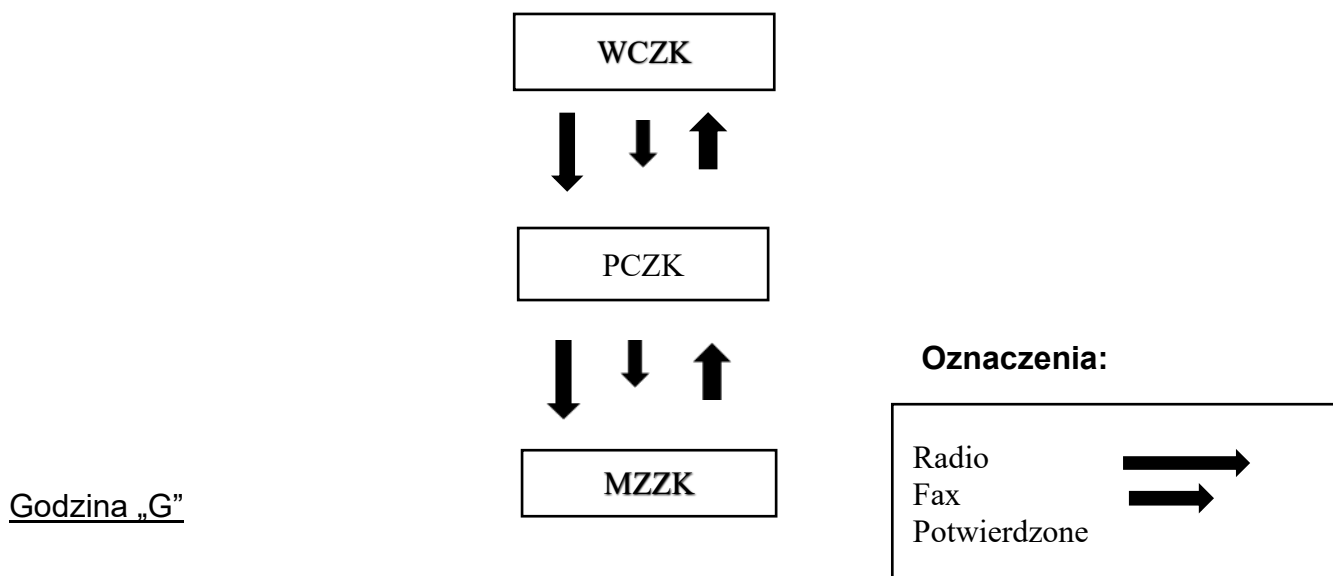 WCZK
PCZK
Oznaczenia:
MZZK
Godzina „G”
Radio
Fax
Potwierdzone